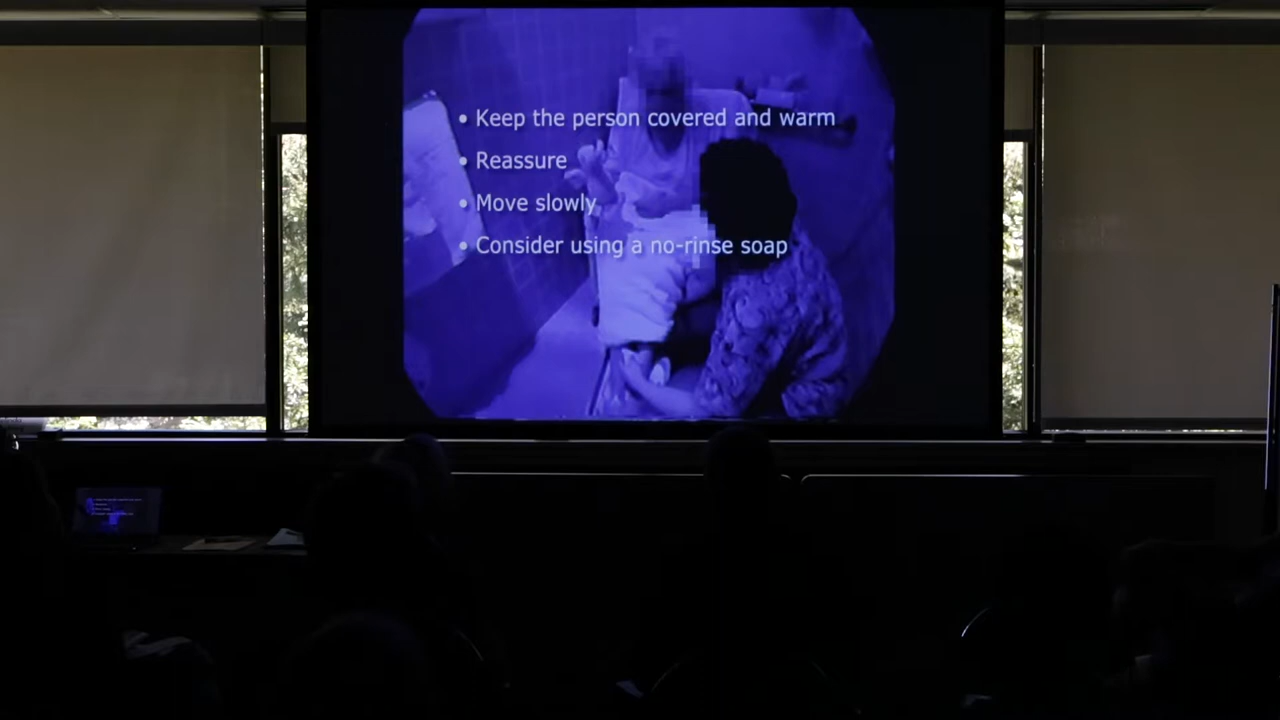 • Keep the person covered and warm
• Reassure
• Move slowly
• Consider using a no-rinse soap